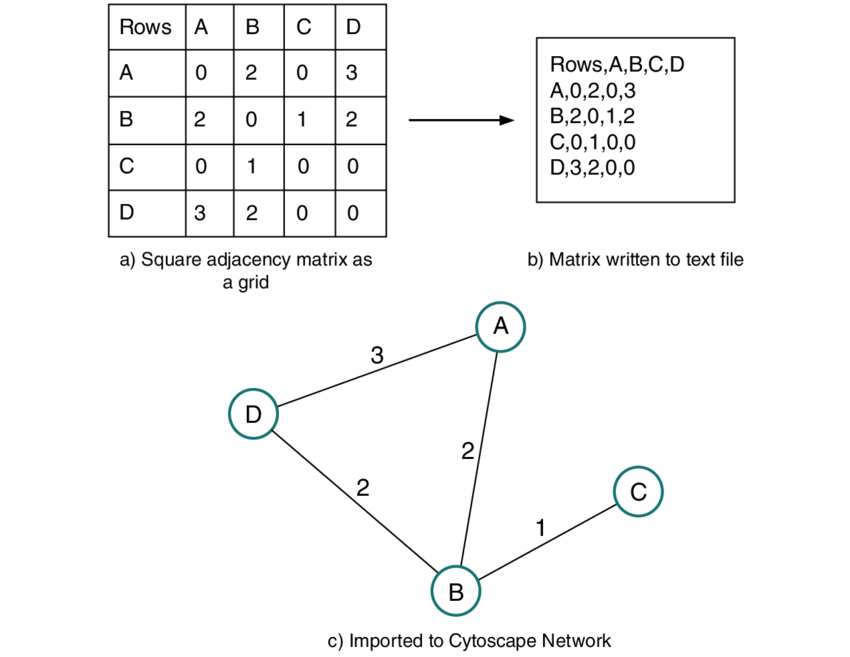 Rows A B C D
A 0 2 0 3
B 2 0 1 2
C 0 1 0 0
D 3 2 0 0
a) Square adjacency matrix as
a grid
Rows,A,B,C,D
A,0,2,0,3
B,2,0,1,2
C,0,1,0,0
D,3,2,0,0
b) Matrix written to text file
A
3
D
2
2
C
1
B
c) Imported to Cytoscape Network